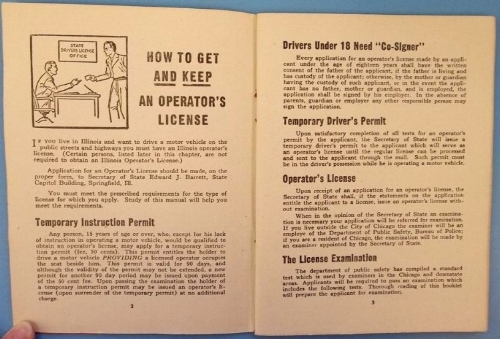 STATE
DRIVERS LICENSE
OFFICE
HOW TO GET
AND KEEP
AN OPERATOR'S
LICENSE
IF YOU live in Illinois and want to drive a motor vehicle on the
public streets and highways you must have an Illinois operator's
license. (Certain persons, listed later in this chapter, are not
required to obtain an Illinois Operator's License.)
Application for an Operator's License should be made, on the
proper form, to Secretary of State Edward J. Barrett, State
Capitol Building, Springfield, Ill.
You must meet the prescribed requirements for the type of
license for which you apply. Study of this manual will help you
meet the requirements.
Temporary Instruction Permit
Any person, 15 years of age or over, who, except for his lack
of instruction in operating a motor vehicle, would be qualified to
obtain an operator's license, may apply for a temporary instruc-
tion permit (fee, 50 cents). This permit entitles the holder to
drive a motor vehicle PROVIDING a licensed operator occupies
the seat beside him. This permit is valid for 90 days, and
although the validity of the permit may not be extended, a new
permit for another 90 day period may be issued upon payment
of the 50 cent fee. Upon passing the examination the holder of
a temporary instruction permit may be issued an operator's li-
cense (upon surrender of the temporary permit) at no additional
charge.
2
Drivers Under 18 Need "Co-Signer"
Every application for an operator's license made by an appli-
cant under the age of eighteen years shall have the written
consent of the father of the applicant, if the father is living and
has custody of the applicant; otherwise, by the mother or guardian
having the custody of such applicant, or in the event the appli-
cant has no father, mother or guardian, and is employed, the
application shall be signed by his employer. In the absence of
parents, guardian or employer any other responsible person may
sign the application.
Temporary Driver's Permit
Upon satisfactory completion of all tests for an operator's
permit by the applicant, the Secretary of State will issue a
temporary driver's permit to the applicant which will serve as
an operator's license until the regular license can be processed
and sent to the applicant through the mail. Such permit must
be in the driver's possession while he is operating a motor vehicle.
Operator's License
Upon receipt of an application for an operator's license, the
Secretary of State shall, if the statements on the application
entitle the applicant to a license, issue an operator's license with-
out examination.
When in the opinion of the Secretary of State an examina-
tion is necessary your application will be referred for examination.
If you live outside the City of Chicago the examiner will be an
employe of the Department of Public Safety, Bureau of Police;
if you are a resident of Chicago, the examination will be made by
an examiner appointed by the Secretary of State.
The License Examination
The department of public safety has compiled a standard
test which is used by examiners in the Chicago and downstate
areas. Applicants will be required to pass an examination which
includes the following tests. Thorough reading of this booklet
will prepare the applicant for examination.
3